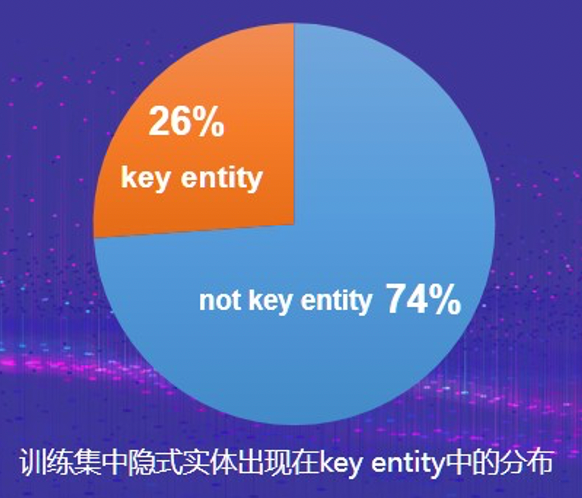 26%
key entity
not key entity 74%
训练集中隐式实体出现在key entity中的分布